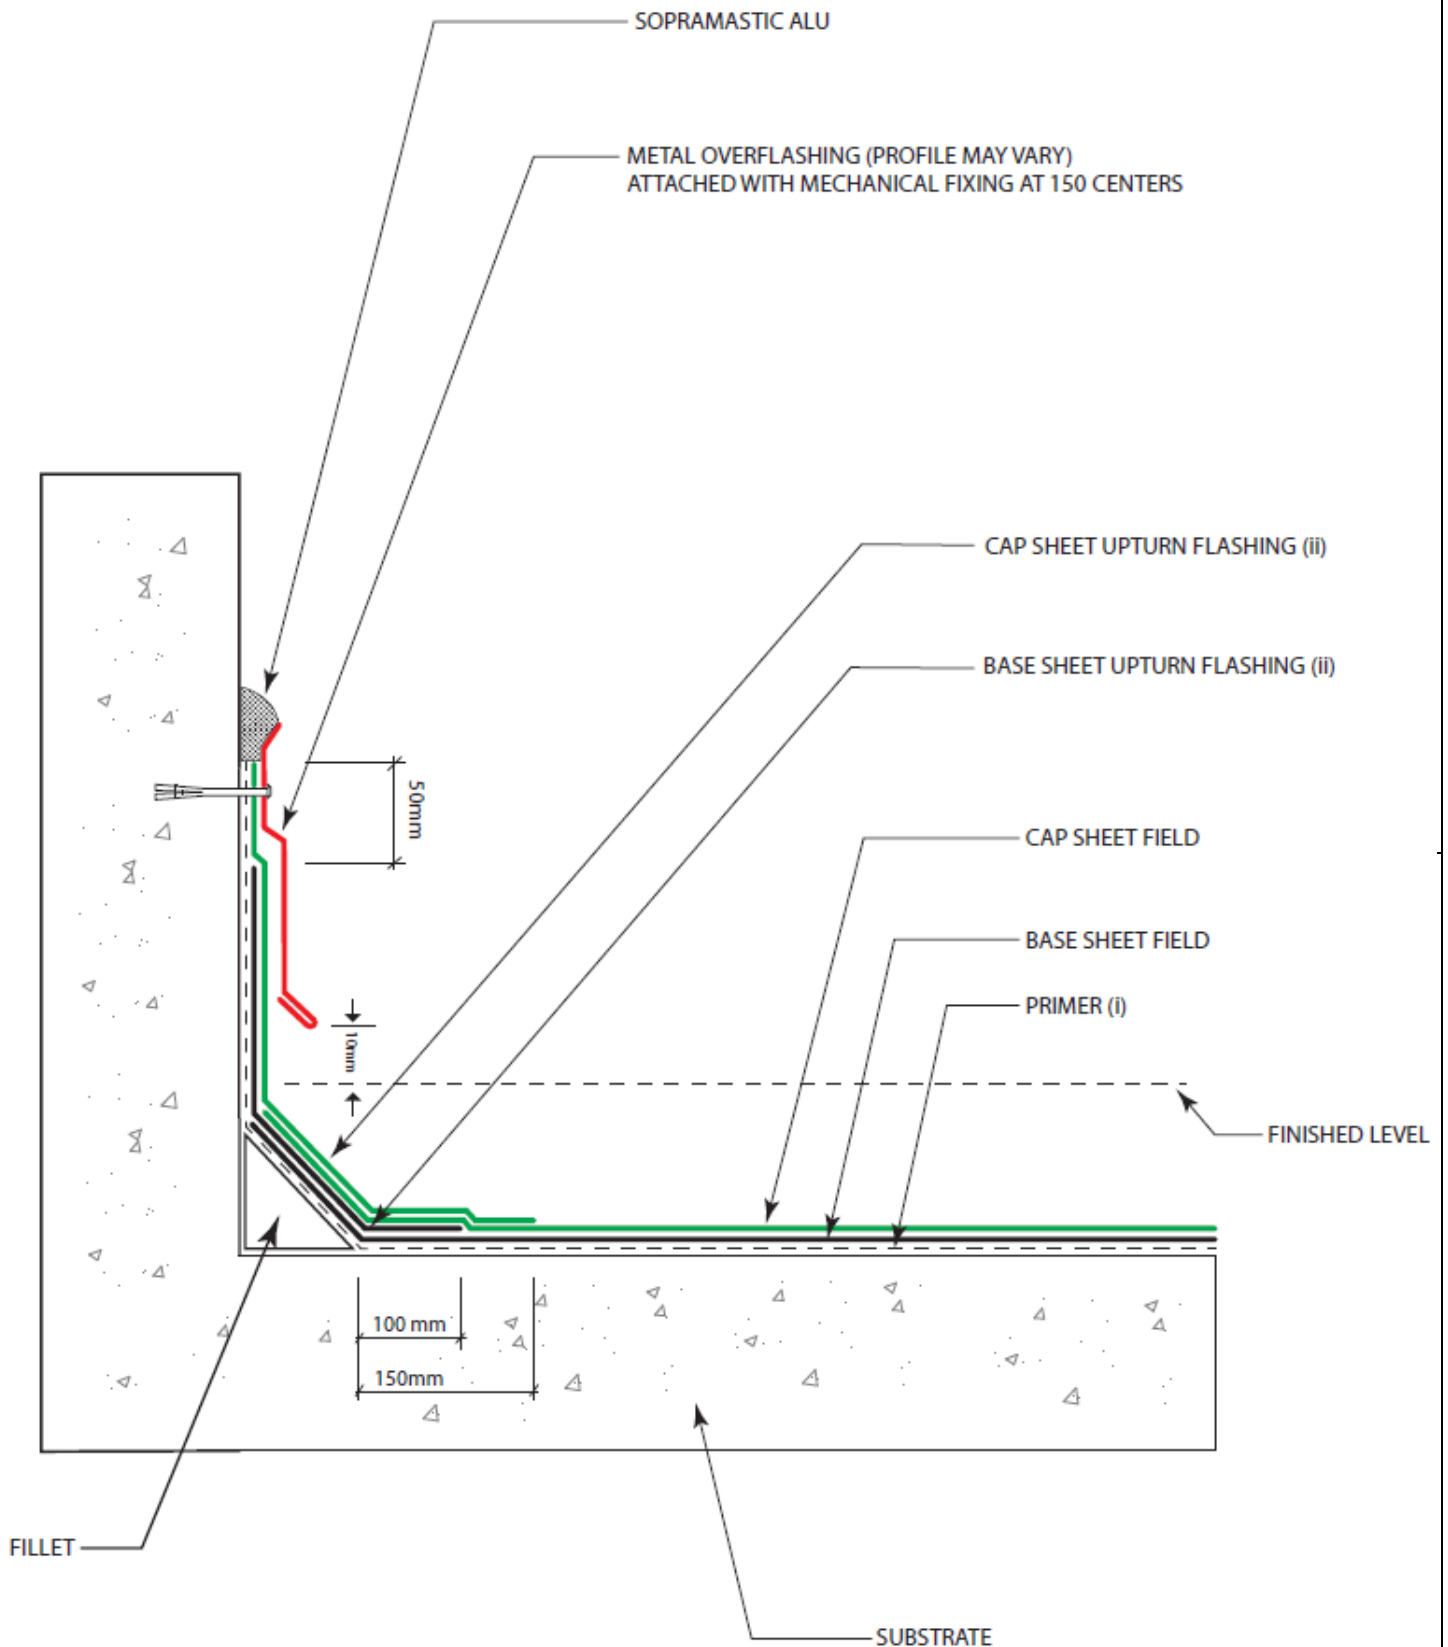 SOPRAMASTIC ALU
METAL OVERFLASHING (PROFILE MAY VARY)
ATTACHED WITH MECHANICAL FIXING AT 150 CENTERS
CAP SHEET UPTURN FLASHING (ii)
BASE SHEET UPTURN FLASHING (ii)
50mm
CAP SHEET FIELD
BASE SHEET FIELD
PRIMER (i)
10mm
FINISHED LEVEL
100 mm
150mm
FILLET
SUBSTRATE